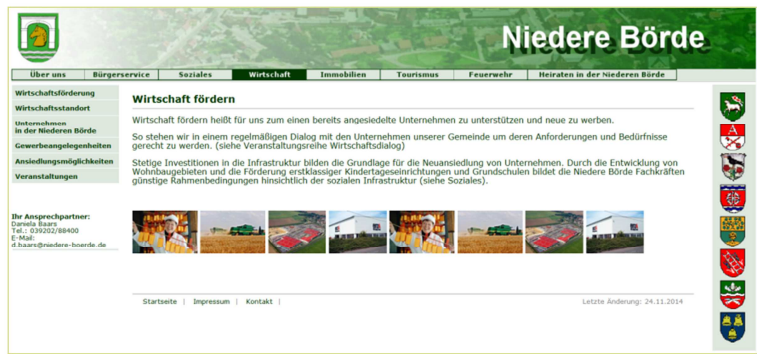 Niedere Börde
Über uns Bürgerservice Soziales Wirtschaft Immobilien Tourismus Feuerwehr Heiraten in der Niederen Börde
Wirtschaftsförderung
Wirtschaftsstandort
Unternehmen
in der Niederen Börde
Gewerbeangelegenheiten
Ansiedlungsmöglichkeiten
Veranstaltungen
Ihr Ansprechpartner:
Daniela Baars
Tel.: 039202/88400
E-Mail:
d.baars@niedere-boerde.de
Wirtschaft fördern
Wirtschaft fördern heißt für uns zum einen bereits angesiedelte Unternehmen zu unterstützen und neue zu werben.
So stehen wir in einem regelmäßigen Dialog mit den Unternehmen unserer Gemeinde um deren Anforderungen und Bedürfnisse
gerecht zu werden. (siehe Veranstaltungsreihe Wirtschaftsdialog)
Stetige Investitionen in die Infrastruktur bilden die Grundlage für die Neuansiedlung von Unternehmen. Durch die Entwicklung von
Wohnbaugebieten und die Förderung erstklassiger Kindertageseinrichtungen und Grundschulen bildet die Niedere Börde Fachkräften
günstige Rahmenbedingungen hinsichtlich der sozialen Infrastruktur (siehe Soziales).
Startseite | Impressum | Kontakt |
Letzte Änderung: 24.11.2014
A